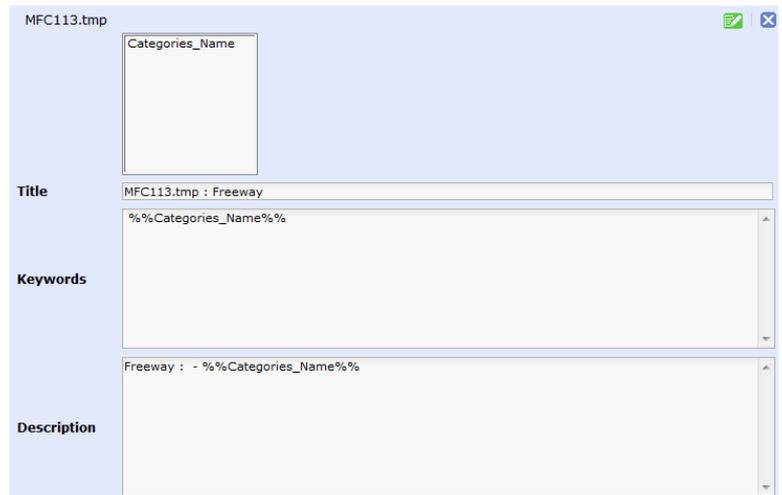 MFC113.tmp
Categories_Name
Title
MFC113.tmp : Freeway
%%Categories_Name%%
Keywords
Freeway :  - %%Categories_Name%%
Description